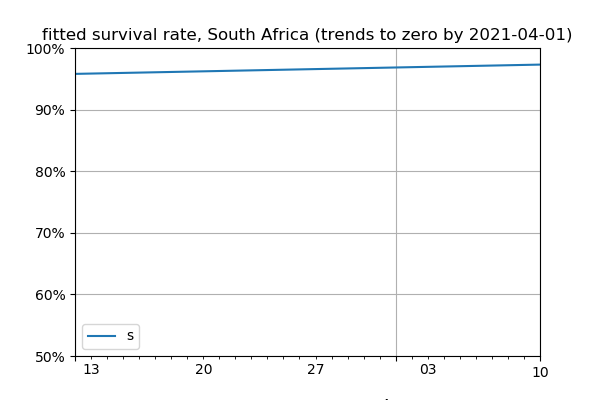 fitted survival rate, South Africa (trends to zero by 2021-04-01)
100%
90%
80%
70%
60%
50%
s
13 20 27 03 10